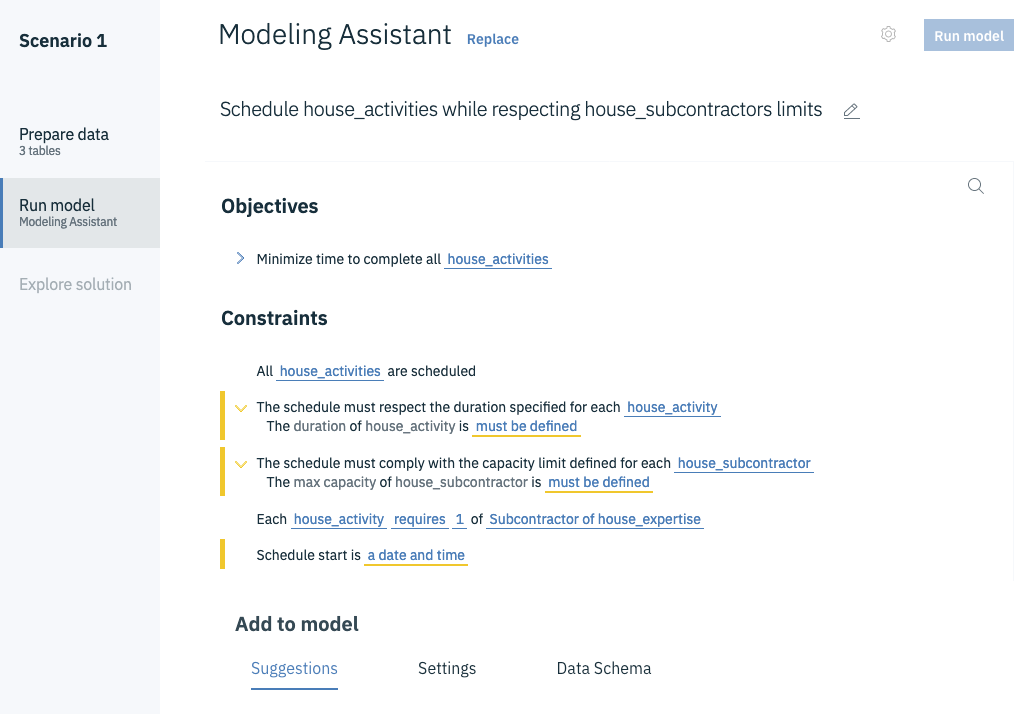 Scenario 1
Prepare data
3 tables
Run model
Modeling Assistant
Explore solution
Modeling Assistant Replace
Run model
Schedule house_activities while respecting house_subcontractors limits
Objectives
Minimize time to complete all house_activities
Constraints
All house_activities are scheduled
The schedule must respect the duration specified for each house_activity
The duration of house_activity is must be defined
The schedule must comply with the capacity limit defined for each house_subcontractor
The max capacity of house_subcontractor is must be defined
Each house_activity requires 1 of Subcontractor of house_expertise
Schedule start is a date and time
Add to model
Suggestions Settings Data Schema